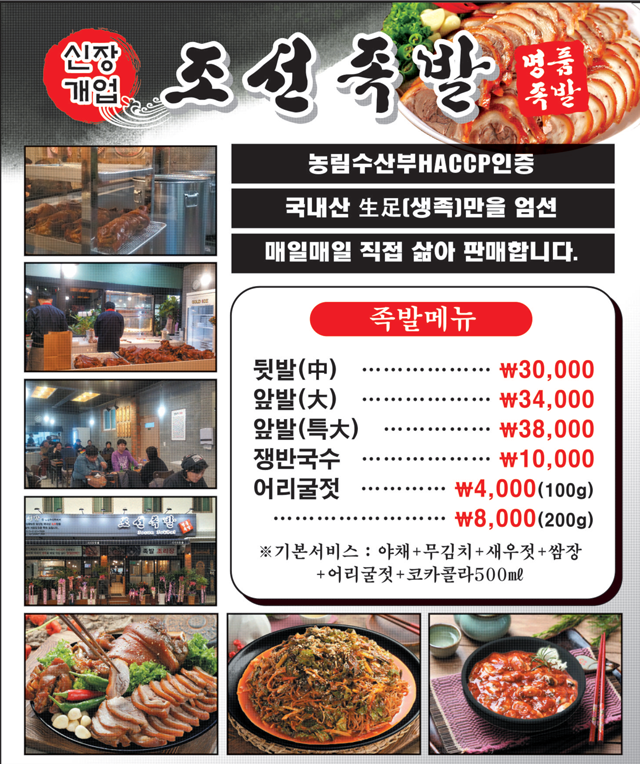 신장
개업
조선족발
명품
족발
농림수산부HACCP인증
국내산 生足(생족)만을 엄선
매일매일 직접 삶아 판매합니다.
족발메뉴
뒷발(中) ………………… ₩30,000
앞발(大) ………………… ₩34,000
앞발(特大) ……………… ₩38,000
쟁반국수 ………………… ₩10,000
어리굴젓 ………… ₩4,000(100g)
……………………… ₩8,000(200g)
※기본서비스 : 야채+무김치+새우젓+쌈장
+어리굴젓+코카콜라500㎖
조선족발
족발